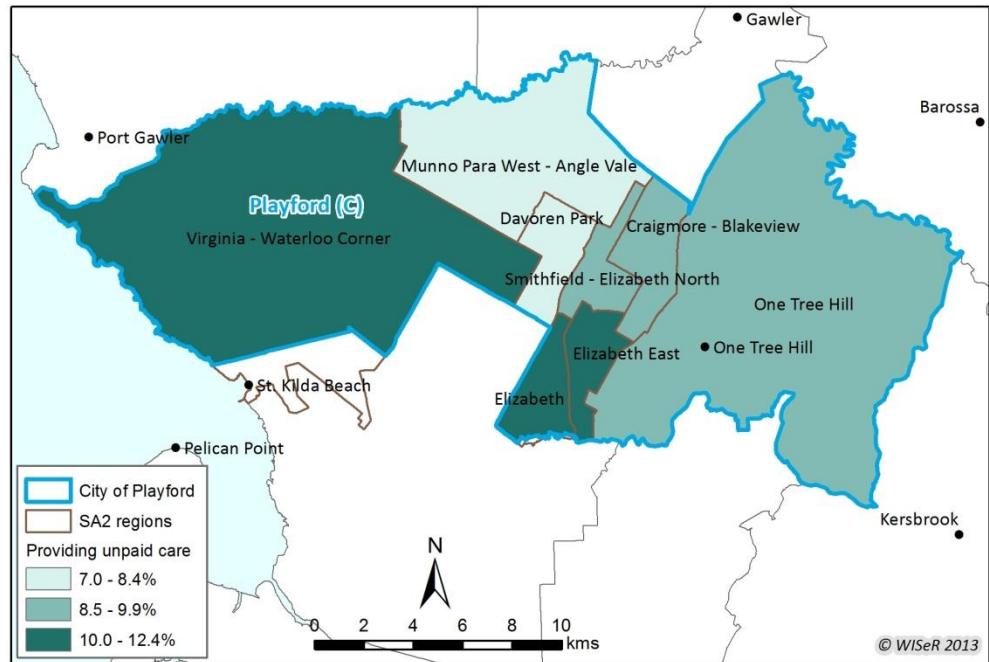 Gawler
Barossa
Port Gawler
Munno Para West - Angle Vale
Playford (C)
Davoren Park
Craigmore - Blakeview
Virginia - Waterloo Corner
Smithfield - Elizabeth North
One Tree Hill
One Tree Hill
Elizabeth East
St. Kilda Beach
Elizabeth
Pelican Point
Kersbrook
City of Playford
SA2 regions
Providing unpaid care
7.0 - 8.4%
8.5 - 9.9%
10.0 - 12.4%
N
0 2 4 6 8 10
kms
© WISeR 2013